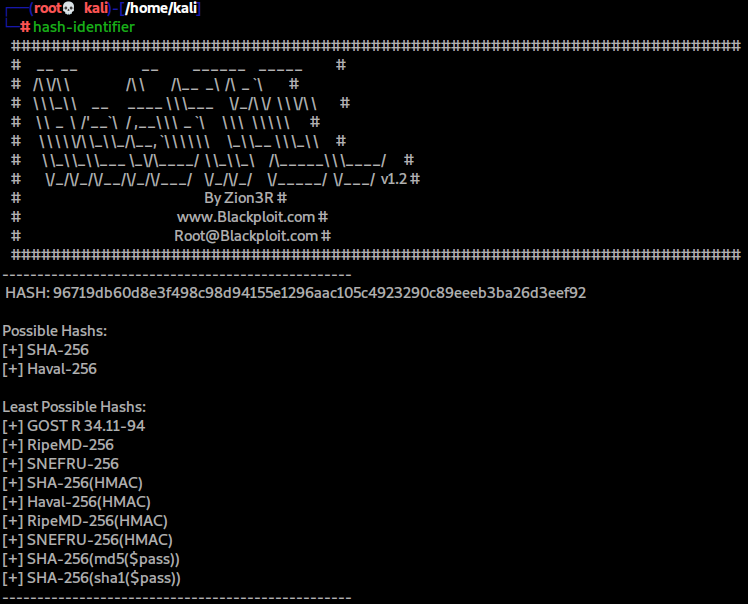 ┌──(root💀 kali)-[/home/kali]
└─# hash-identifier
#########################################################################
# __ __ __ ______ _____ #
# /\ \/\ \ /\ \ /\__ _\ /\ _ `\ #
# \ \ \_\ \ __ ____ \ \ \___ \/_/\ \/ \ \ \/\ \ #
# \ \ _ \ /'__`\ / ,__\ \ \ _ `\ \ \ \ \ \ \ \ \ #
# \ \ \ \ \/\ \_\ \_/\__, `\ \ \ \ \ \ \_\ \__ \ \ \_\ \ #
# \ \_\ \_\ \___ \_\/\____/ \ \_\ \_\ /\_____\ \ \____/ #
# \/_/\/_/\/__/\/_/\/___/ \/_/\/_/ \/_____/ \/___/ v1.2 #
# By Zion3R #
# www.Blackploit.com #
# Root@Blackploit.com #
#########################################################################
--------------------------------------------------
HASH: 96719db60d8e3f498c98d94155e1296aac105c4923290c89eeeb3ba26d3eef92
Possible Hashs:
[+] SHA-256
[+] Haval-256
Least Possible Hashs:
[+] GOST R 34.11-94
[+] RipeMD-256
[+] SNEFRU-256
[+] SHA-256(HMAC)
[+] Haval-256(HMAC)
[+] RipeMD-256(HMAC)
[+] SNEFRU-256(HMAC)
[+] SHA-256(md5($pass))
[+] SHA-256(sha1($pass))
--------------------------------------------------